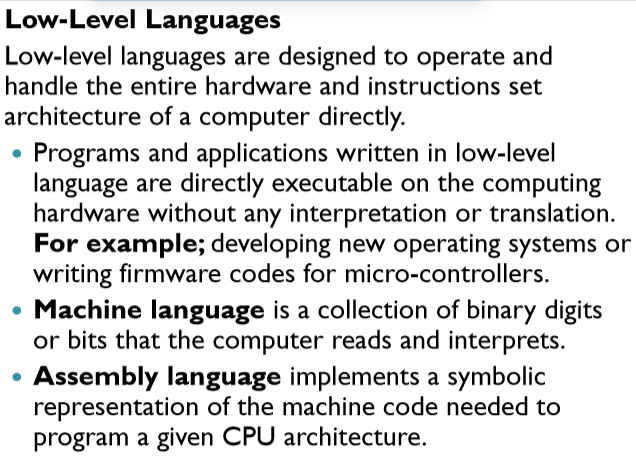 Low-Level Languages
Low-level languages are designed to operate and
handle the entire hardware and instructions set
architecture of a computer directly.
• Programs and applications written in low-level
language are directly executable on the computing
hardware without any interpretation or translation.
For example; developing new operating systems or
writing firmware codes for micro-controllers.
• Machine language is a collection of binary digits
or bits that the computer reads and interprets.
• Assembly language implements a symbolic
representation of the machine code needed to
program a given CPU architecture.